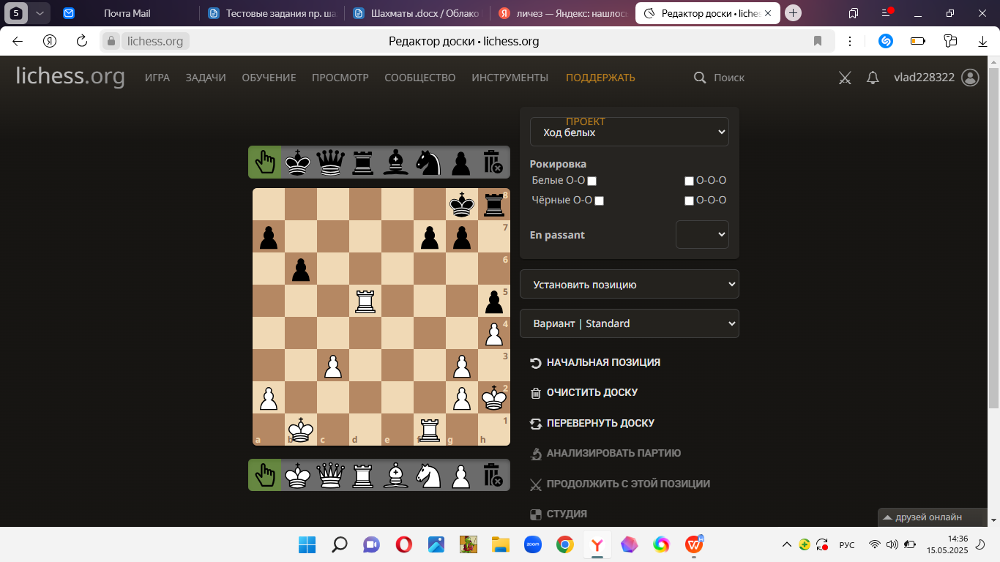 5
Почта Mail
Тестовые задания пр. ша
Шахматы .docx / Облако
личез — Яндекс: нашлос
Редактор доски • liches
lichess.org
Редактор доски • lichess.org
lichess.org
ИГРА
ЗАДАЧИ
ОБУЧЕНИЕ
ПРОСМОТР
СООБЩЕСТВО
ИНСТРУМЕНТЫ
ПОДДЕРЖАТЬ
ПРОЕКТ
Поиск
vlad228322
Ход белых
Рокировка
Белые O-O
O-O-O
Чёрные O-O
O-O-O
En passant
Установить позицию
Вариант | Standard
НАЧАЛЬНАЯ ПОЗИЦИЯ
ОЧИСТИТЬ ДОСКУ
ПЕРЕВЕРНУТЬ ДОСКУ
АНАЛИЗИРОВАТЬ ПАРТИЮ
ПРОДОЛЖИТЬ С ЭТОЙ ПОЗИЦИИ
СТУДИЯ
8
7
6
5
4
3
2
1
a b c d e f g h
друзей онлайн
zoom
РУС
14:36
15.05.2025